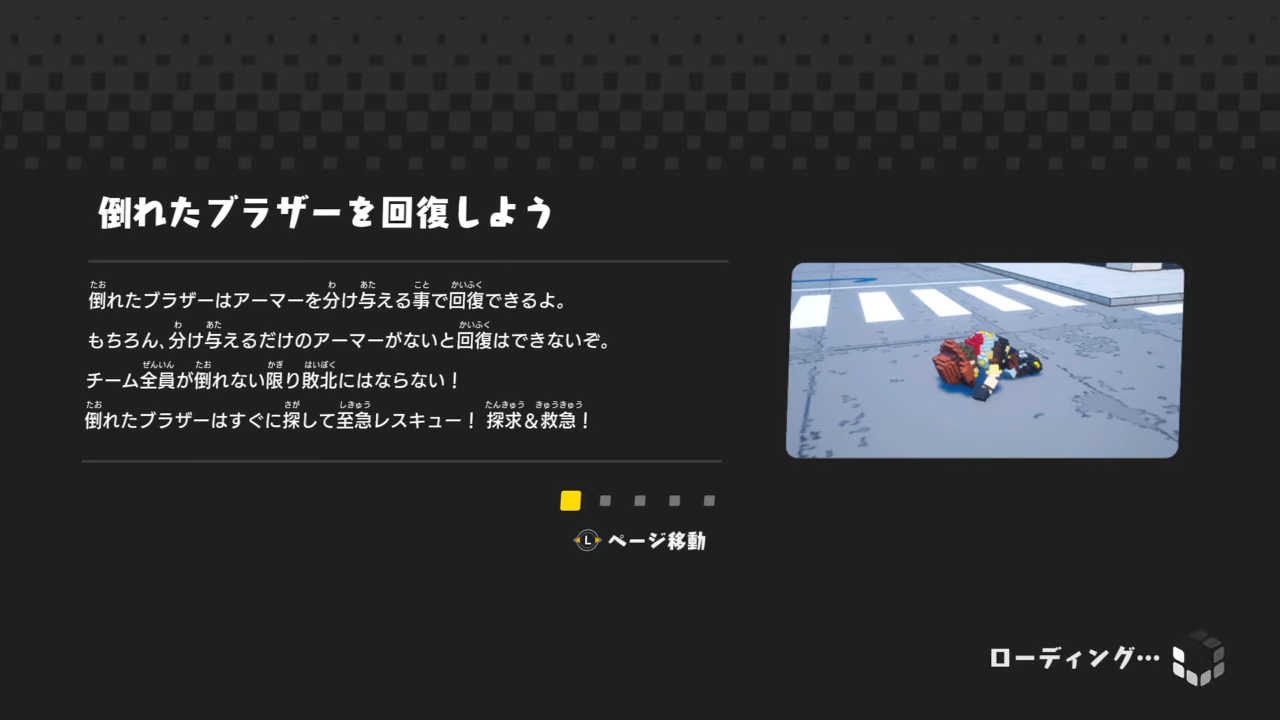 倒れたブラザーを回復しよう
倒れたブラザーはアーマーを分け与える事で回復できるよ。
もちろん、分け与えるだけのアーマーがないと回復はできないぞ。
チーム全員が倒れない限り敗北にはならない！
倒れたブラザーはすぐに探して至急レスキュー！ 探求＆救急！
L ページ移動
ローディング…